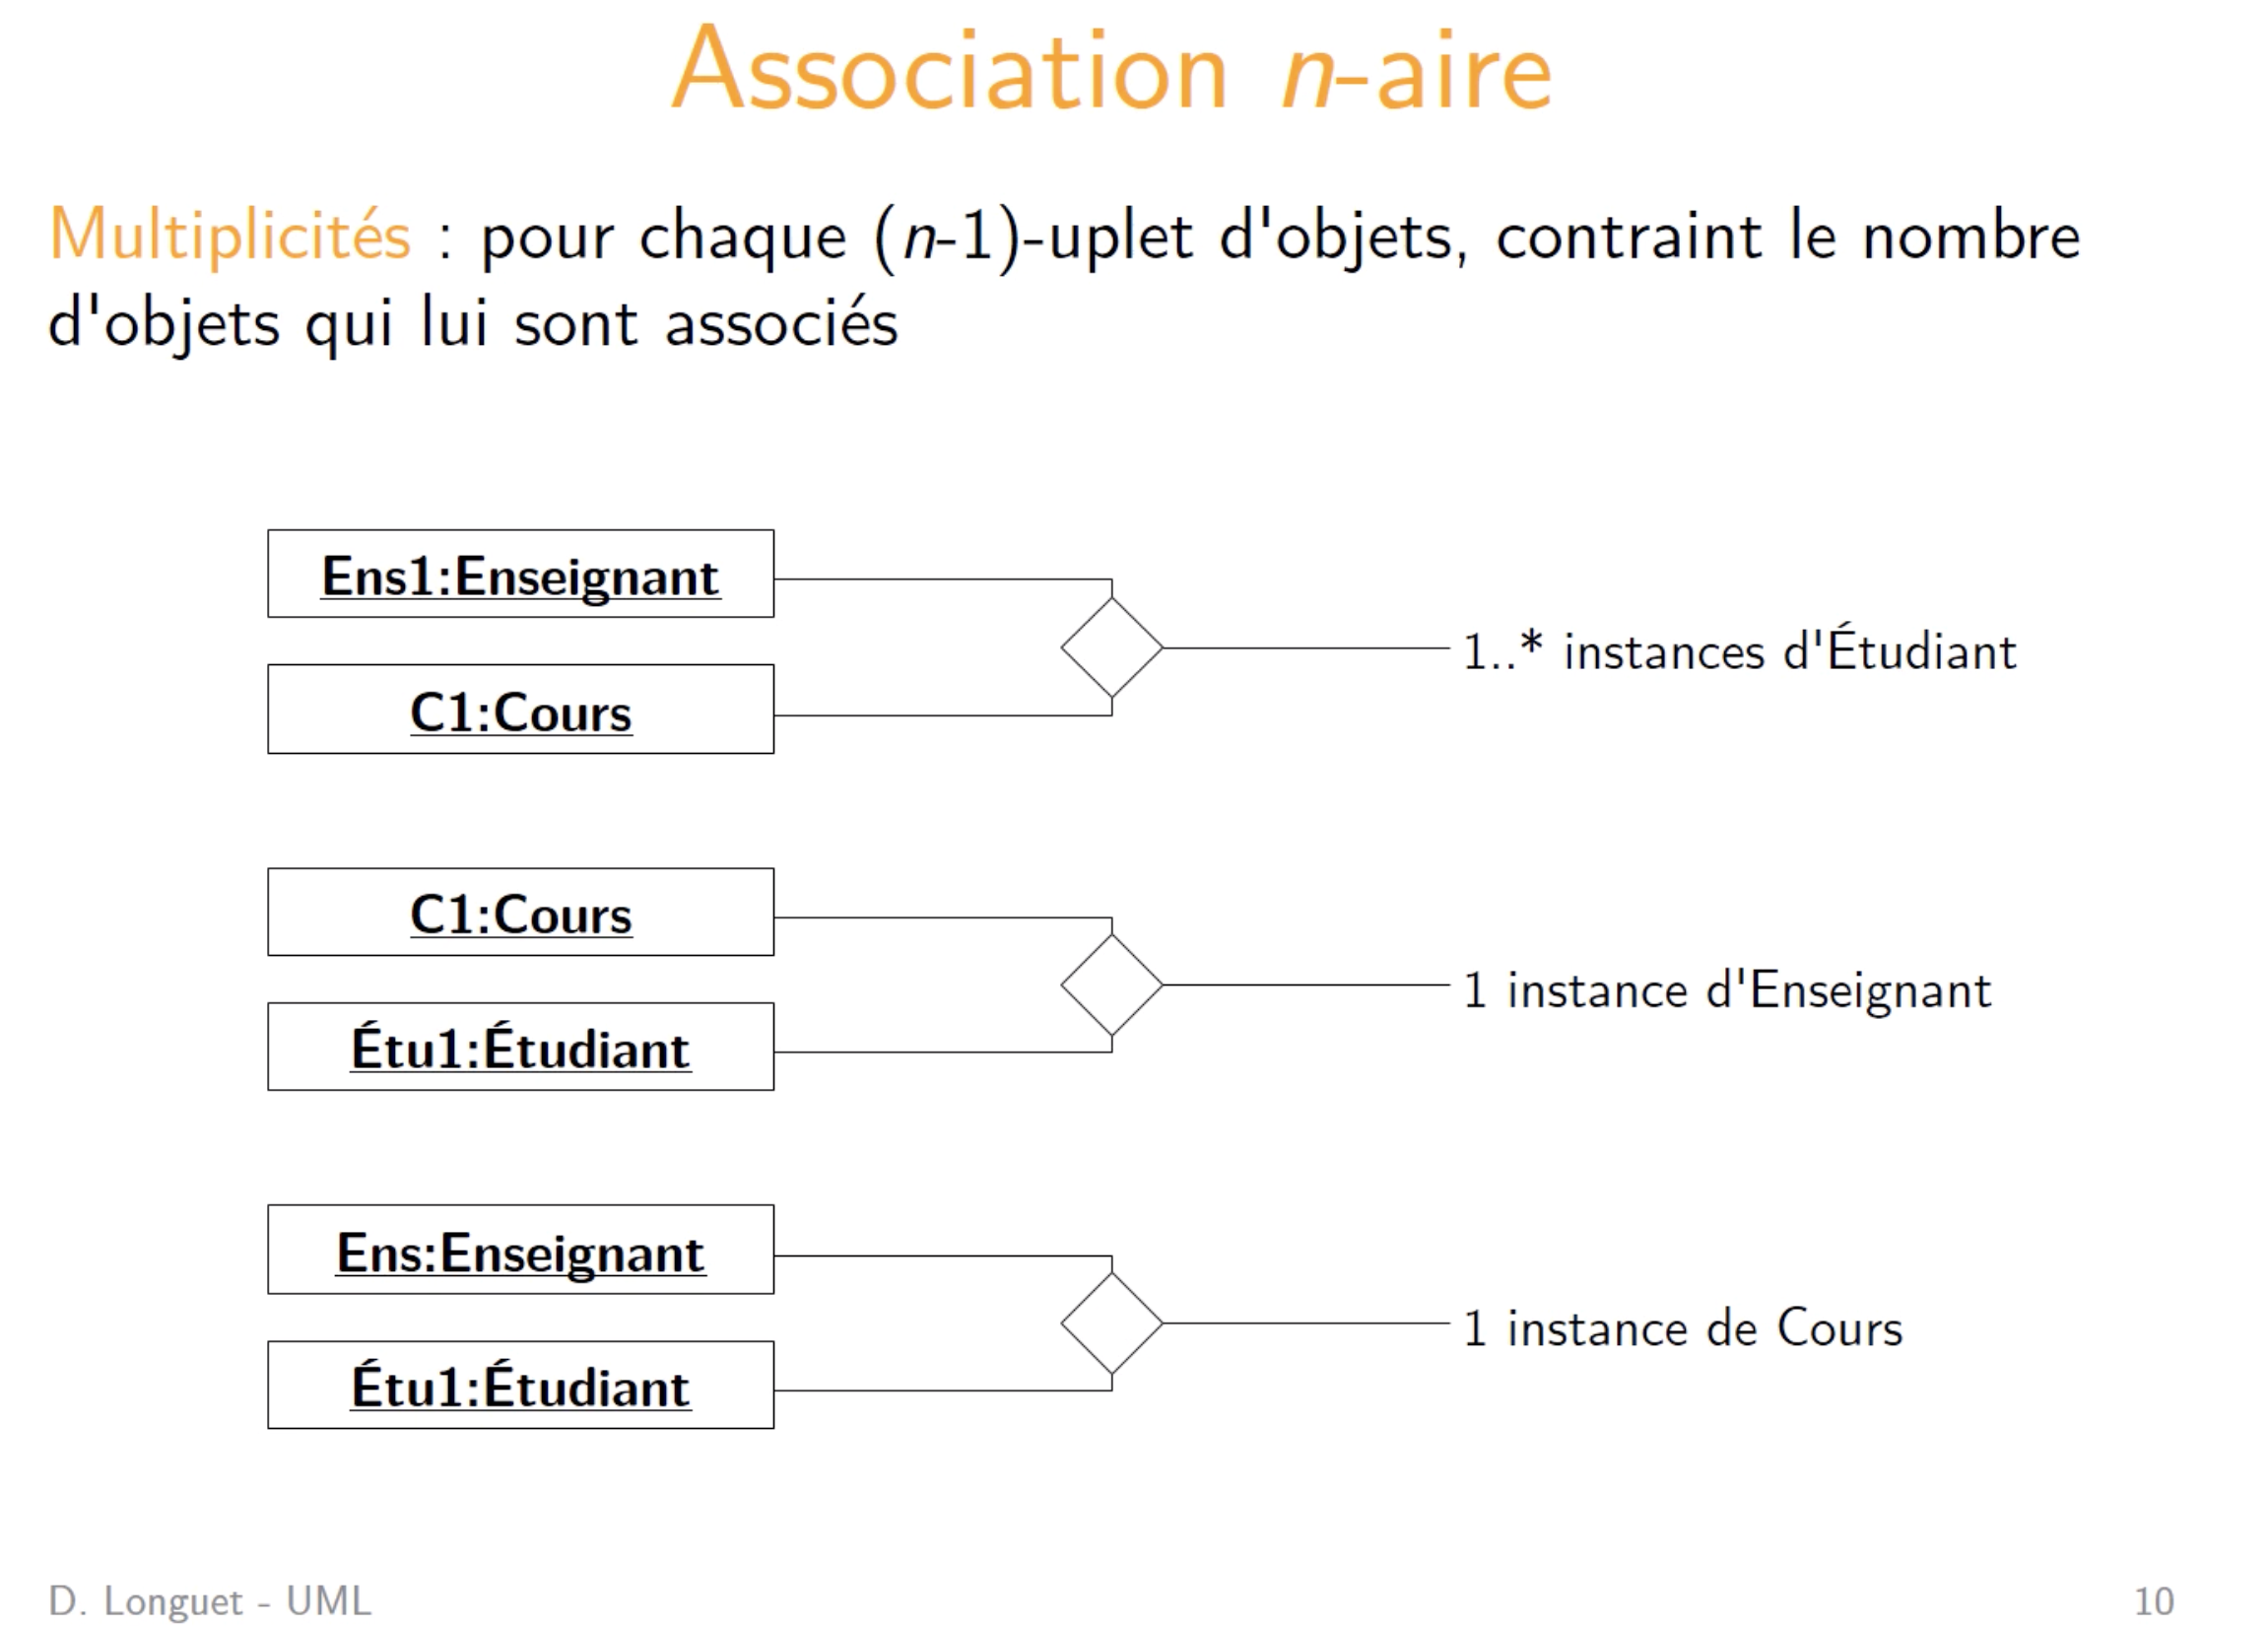 Association n-aire
Multiplicités : pour chaque (n-1)-uplet d'objets, contraint le nombre
d'objets qui lui sont associés
Ens1:Enseignant
C1:Cours
1..* instances d'Étudiant
C1:Cours
Étu1:Étudiant
1 instance d'Enseignant
Ens:Enseignant
Étu1:Étudiant
1 instance de Cours
D. Longuet - UML
10